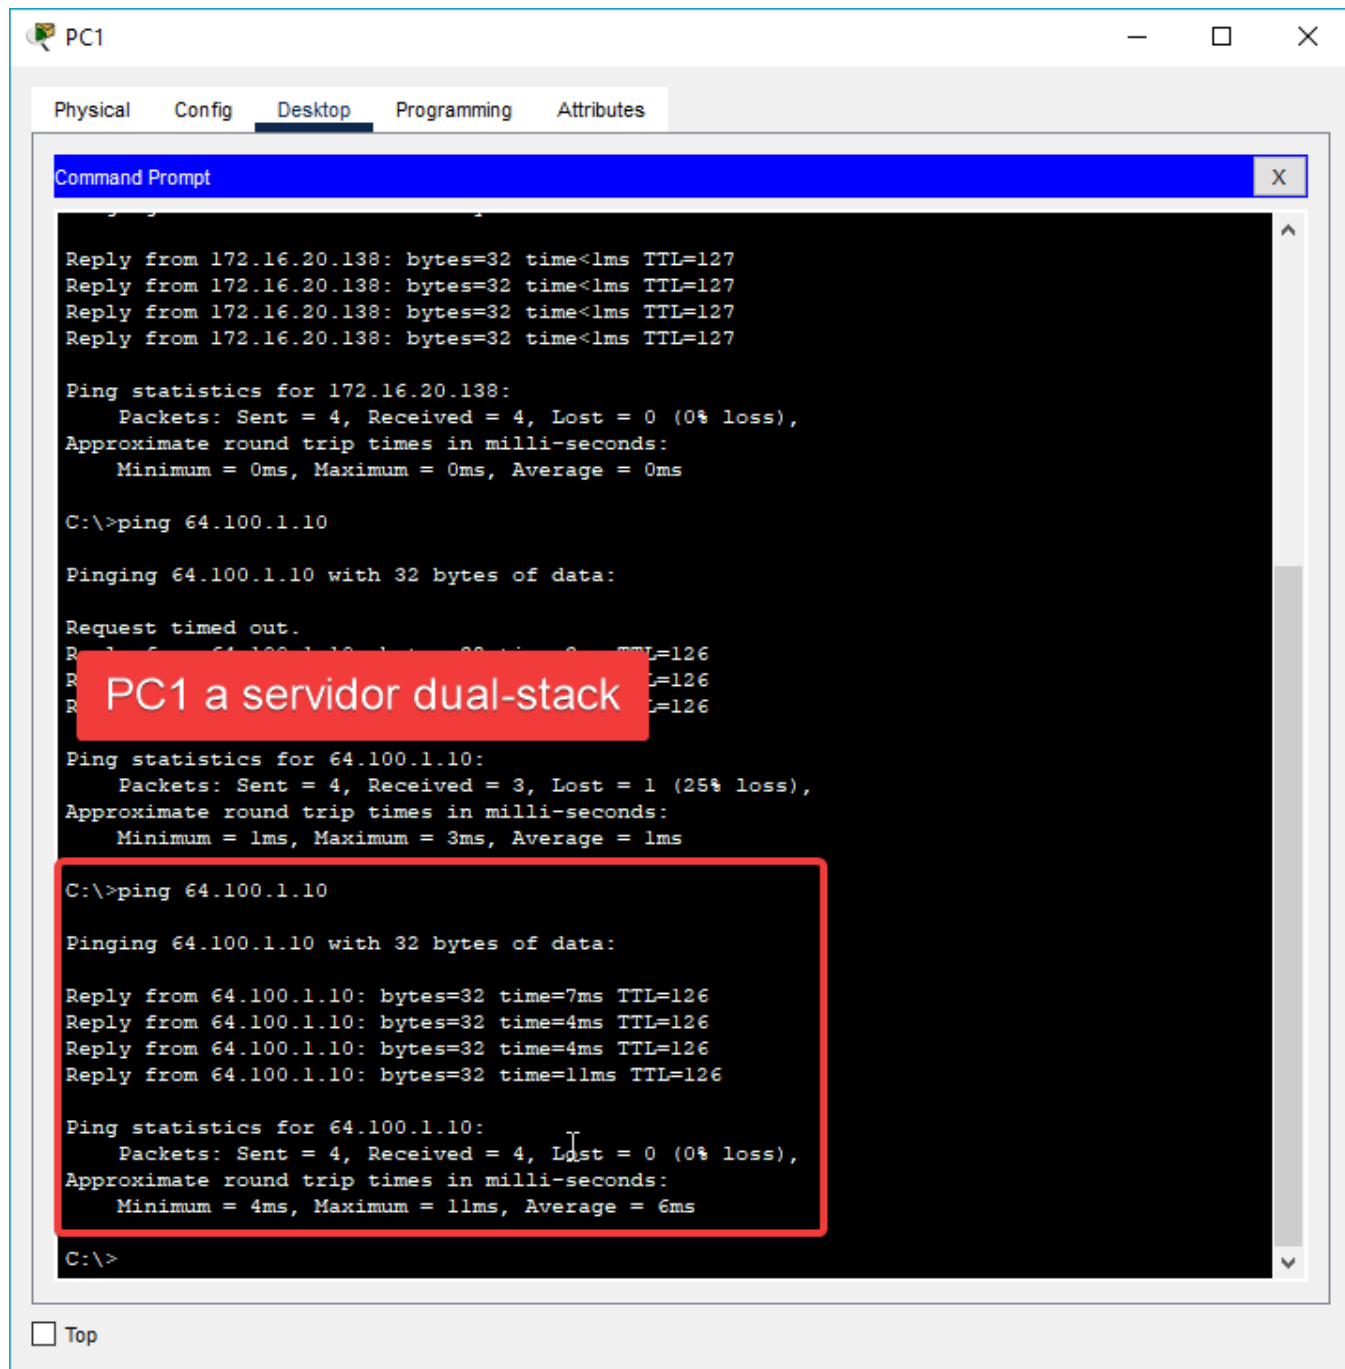 PC1
Physical Config Desktop Programming Attributes
Command Prompt
X
Reply from 172.16.20.138: bytes=32 time<1ms TTL=127
Reply from 172.16.20.138: bytes=32 time<1ms TTL=127
Reply from 172.16.20.138: bytes=32 time<1ms TTL=127
Reply from 172.16.20.138: bytes=32 time<1ms TTL=127
Ping statistics for 172.16.20.138:
Packets: Sent = 4, Received = 4, Lost = 0 (0% loss),
Approximate round trip times in milli-seconds:
Minimum = 0ms, Maximum = 0ms, Average = 0ms
C:\>ping 64.100.1.10
Pinging 64.100.1.10 with 32 bytes of data:
Request timed out.
TTL=126
=126
=126
PC1 a servidor dual-stack
Ping statistics for 64.100.1.10:
Packets: Sent = 4, Received = 3, Lost = 1 (25% loss),
Approximate round trip times in milli-seconds:
Minimum = 1ms, Maximum = 3ms, Average = 1ms
C:\>ping 64.100.1.10
Pinging 64.100.1.10 with 32 bytes of data:
Reply from 64.100.1.10: bytes=32 time=7ms TTL=126
Reply from 64.100.1.10: bytes=32 time=4ms TTL=126
Reply from 64.100.1.10: bytes=32 time=4ms TTL=126
Reply from 64.100.1.10: bytes=32 time=11ms TTL=126
Ping statistics for 64.100.1.10:
Packets: Sent = 4, Received = 4, Lost = 0 (0% loss),
Approximate round trip times in milli-seconds:
Minimum = 4ms, Maximum = 11ms, Average = 6ms
C:\>
Top